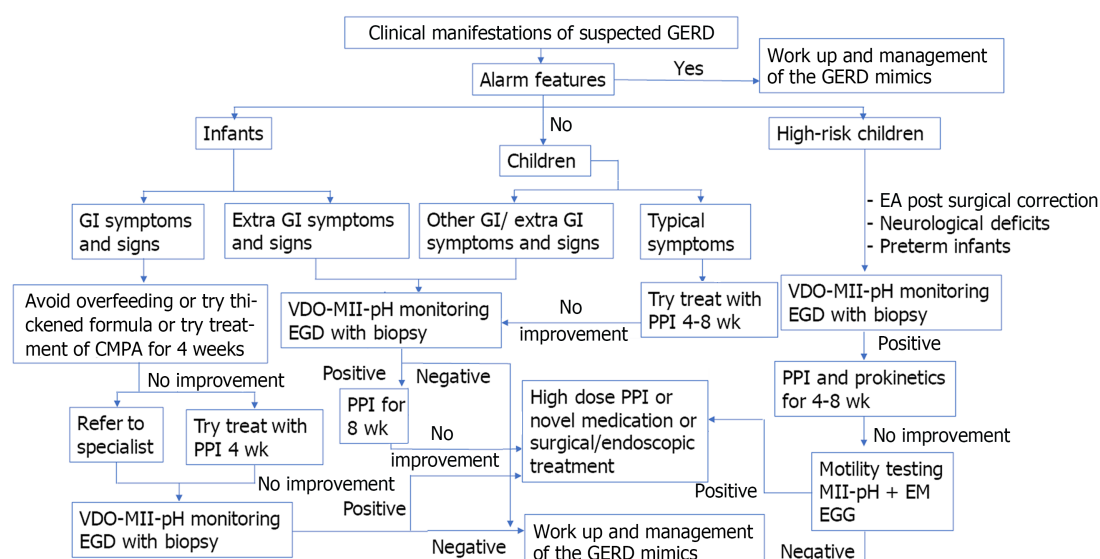 Clinical manifestations of suspected GERD
Alarm features
Yes
Work up and management
of the GERD mimics
No
Infants
Children
High-risk children
GI symptoms
and signs
Extra GI symptoms
and signs
Other GI/ extra GI
symptoms and signs
Typical
symptoms
- EA post surgical correction
- Neurological deficits
- Preterm infants
Avoid overfeeding or try thi-
ckened formula or try treat-
ment of CMPA for 4 weeks
VDO-MII-pH monitoring
EGD with biopsy
No
improvement
Try treat with
PPI 4-8 wk
VDO-MII-pH monitoring
EGD with biopsy
Positive
No improvement
Positive
Negative
PPI and prokinetics
for 4-8 wk
Refer to
specialist
Try treat with
PPI 4 wk
PPI for
8 wk
No
improvement
High dose PPI or
novel medication or
surgical/endoscopic
treatment
No improvement
Motility testing
MII-pH + EM
EGG
Positive
No improvement
Positive
VDO-MII-pH monitoring
EGD with biopsy
Negative
Work up and management
of the GERD mimics
Negative